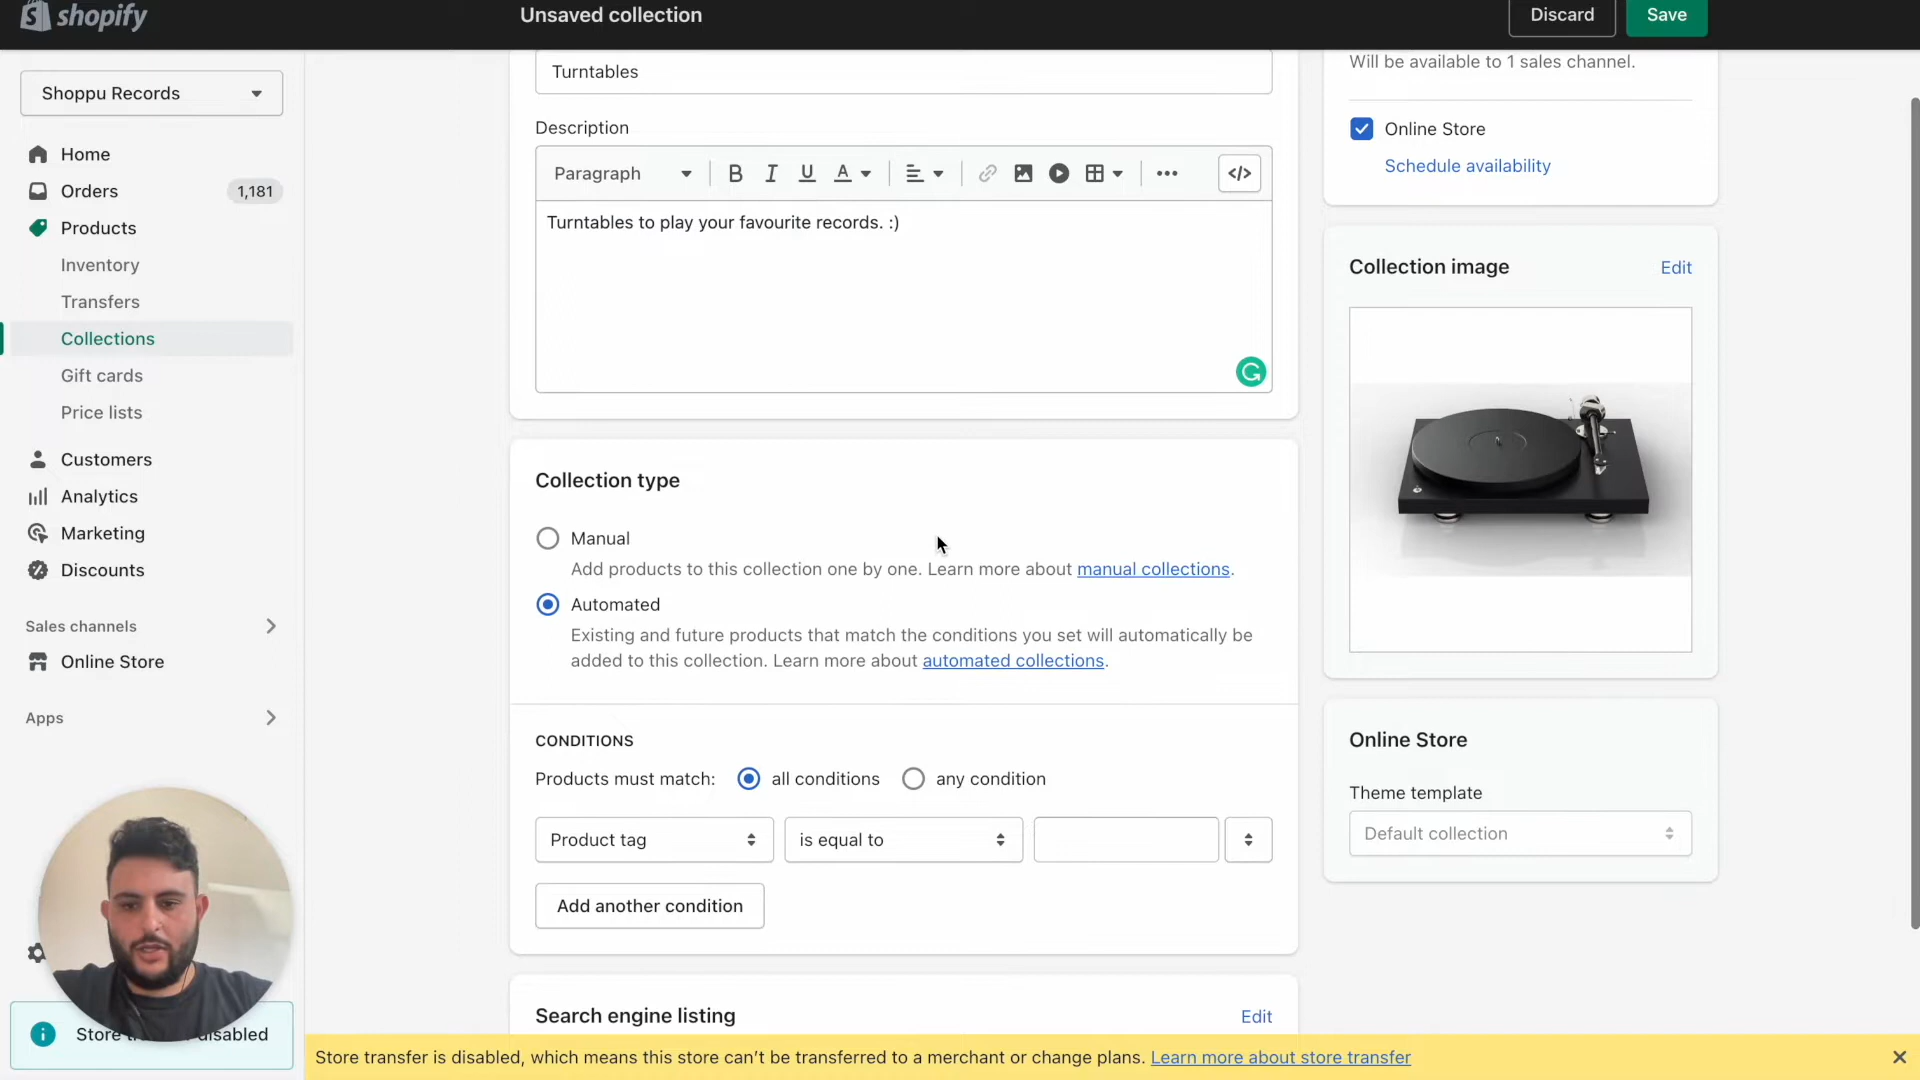 shopify
Unsaved collection
Discard
Save
Shoppu Records
Home
Orders
1,181
Products
Inventory
Transfers
Collections
Gift cards
Price lists
Customers
Analytics
Marketing
Discounts
Sales channels
Online Store
Apps
Turntables
Description
Paragraph
B I U A
</>
Turntables to play your favourite records. :)
Collection type
Manual
Add products to this collection one by one. Learn more about manual collections.
Automated
Existing and future products that match the conditions you set will automatically be
added to this collection. Learn more about automated collections.
CONDITIONS
Products must match:
all conditions
any condition
Product tag
is equal to
Add another condition
Search engine listing
Edit
Will be available to 1 sales channel.
Online Store
Schedule availability
Collection image
Edit
Online Store
Theme template
Default collection
Store
Store transfer is disabled, which means this store can't be transferred to a merchant or change plans. Learn more about store transfer